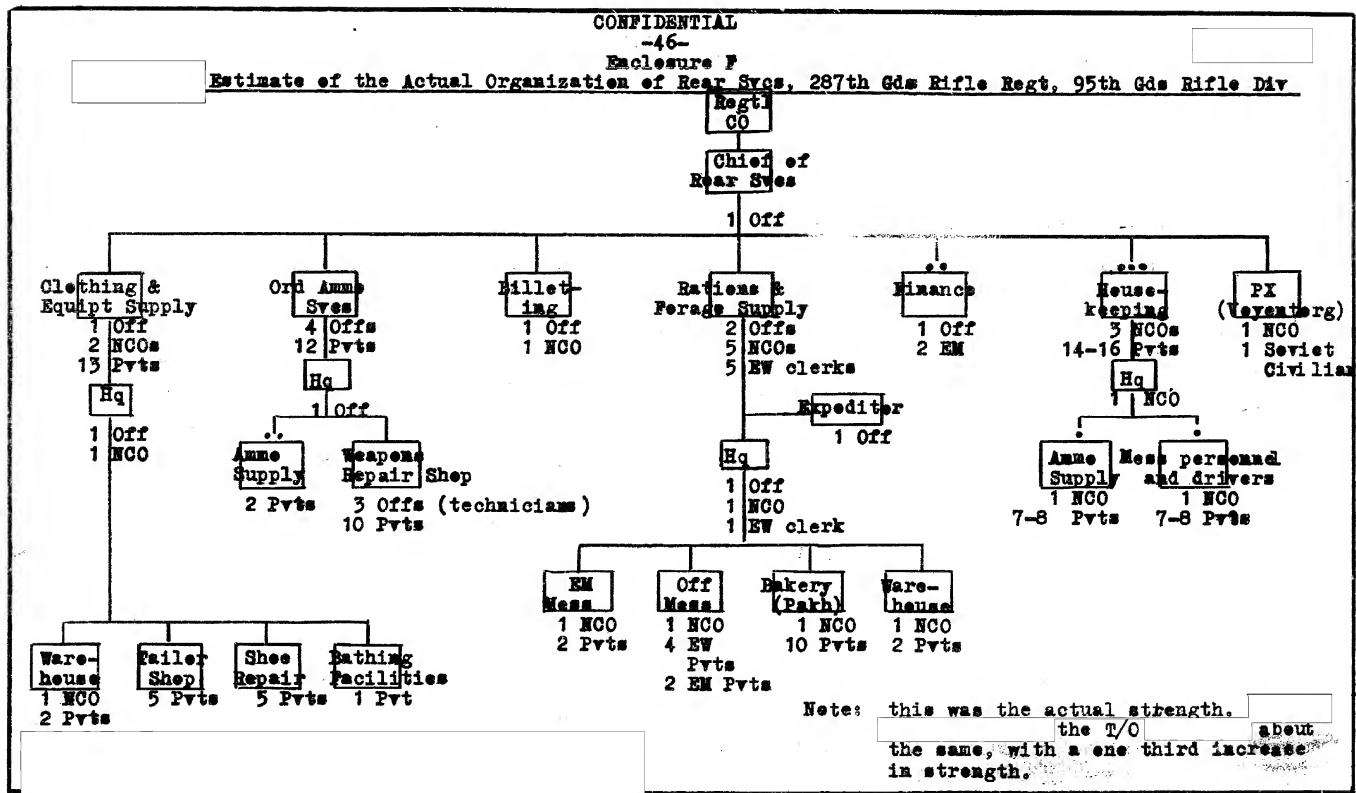 CONFIDENTIAL
-46-
Enclosure F
Estimate of the Actual Organization of Rear Svcs, 287th Gds Rifle Regt, 95th Gds Rifle Div
Regtl
CO
Chief of
Rear Svcs
1 Off
Clothing &
Equipt Supply
1 Off
2 NCOs
13 Pvts
Hq
1 Off
1 NCO
Ware-
house
1 NCO
2 Pvts
Tailor
Shop
5 Pvts
Shoe
Repair
5 Pvts
Bathing
Facilities
1 Pvt
Ord Ammo
Svcs
4 Offs
12 Pvts
Hq
1 Off
Ammo
Supply
2 Pvts
Weapons
Repair Shop
3 Offs (technicians)
10 Pvts
Billet-
ing
1 Off
1 NCO
Rations &
Forage Supply
2 Offs
5 NCOs
5 EW clerks
Expediter
1 Off
Hq
1 Off
1 NCO
1 EW clerk
EM
Mess
1 NCO
2 Pvts
Off
Mess
1 NCO
4 EW
Pvts
2 EM Pvts
Bakery
(Pakh)
1 NCO
10 Pvts
Ware-
house
1 NCO
2 Pvts
Finance
1 Off
2 EM
House-
keeping
3 NCOs
14-16 Pvts
Hq
1 NCO
Ammo
Supply
1 NCO
7-8 Pvts
Mess personnel
and drivers
1 NCO
7-8 Pvts
PX
(Voyentorg)
1 NCO
1 Soviet
Civilian
Note: this was the actual strength.
the T/O about
the same, with a one third increase
in strength.